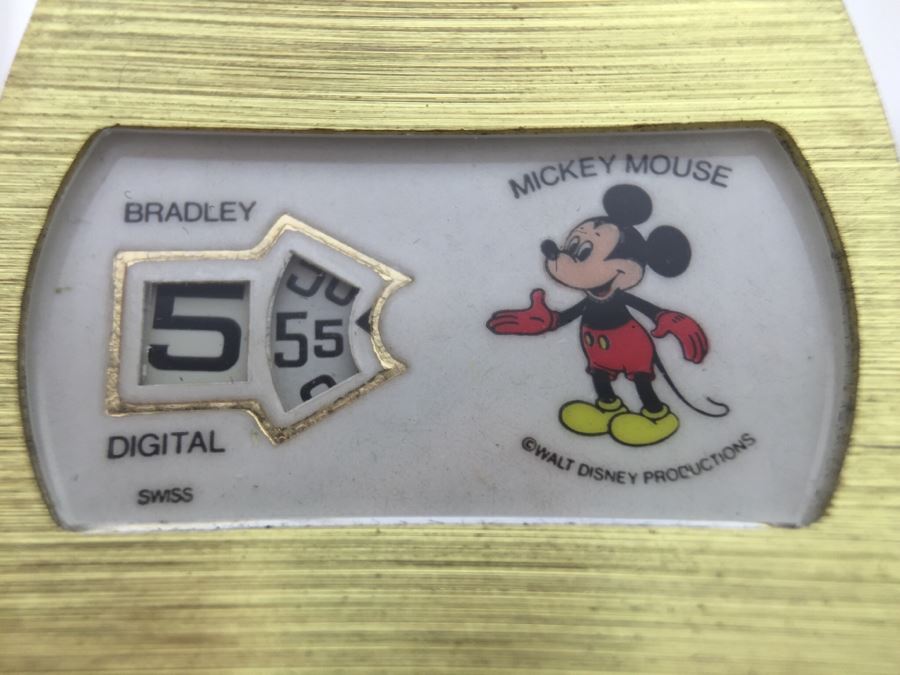 BRADLEY
5
55
DIGITAL
SWISS
MICKEY MOUSE
©WALT DISNEY PRODUCTIONS